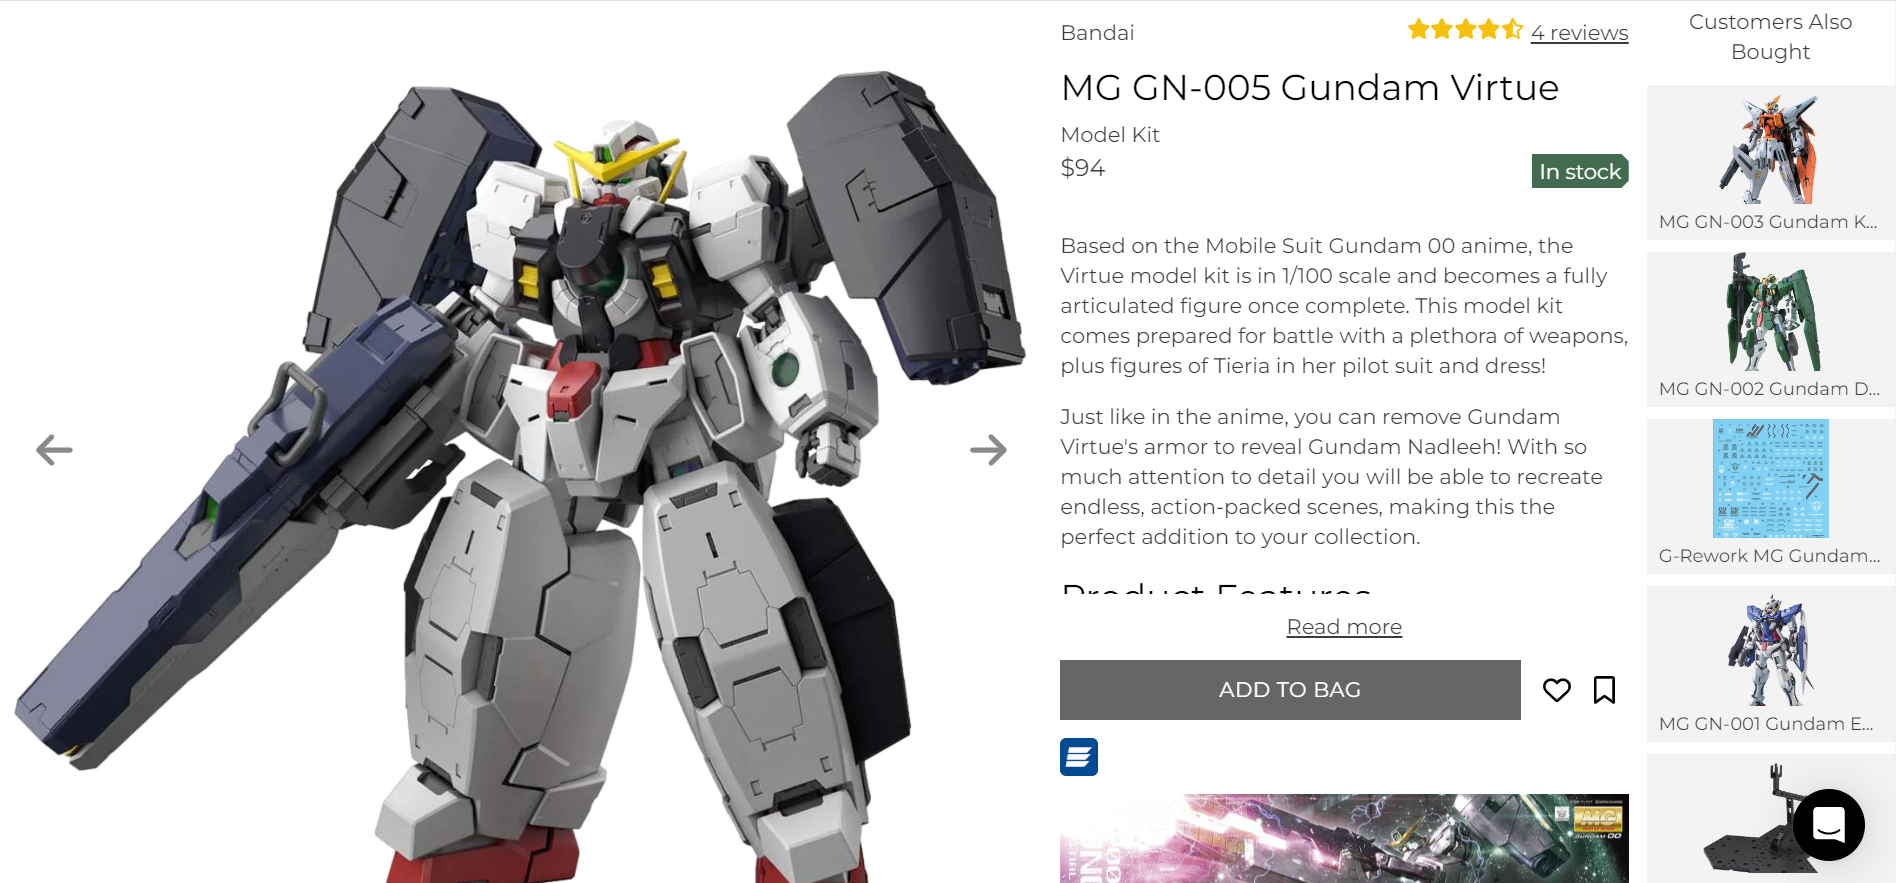 Bandai
4 reviews
MG GN-005 Gundam Virtue
Model Kit
$94
In stock
Based on the Mobile Suit Gundam 00 anime, the
Virtue model kit is in 1/100 scale and becomes a fully
articulated figure once complete. This model kit
comes prepared for battle with a plethora of weapons,
plus figures of Tieria in her pilot suit and dress!
Just like in the anime, you can remove Gundam
Virtue's armor to reveal Gundam Nadleeh! With so
much attention to detail you will be able to recreate
endless, action-packed scenes, making this the
perfect addition to your collection.
Product Features
Read more
ADD TO BAG
MG
GUNDAM 00
Customers Also
Bought
MG GN-003 Gundam K...
MG GN-002 Gundam D...
G-Rework MG Gundam...
MG GN-001 Gundam E...